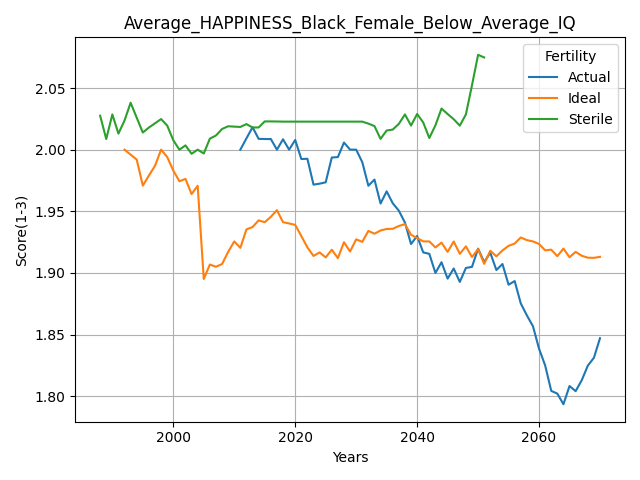 Average_HAPPINESS_Black_Female_Below_Average_IQ
Fertility
Actual
Ideal
Sterile
Score(1-3)
2.05
2.00
1.95
1.90
1.85
1.80
2000 2020 2040 2060
Years